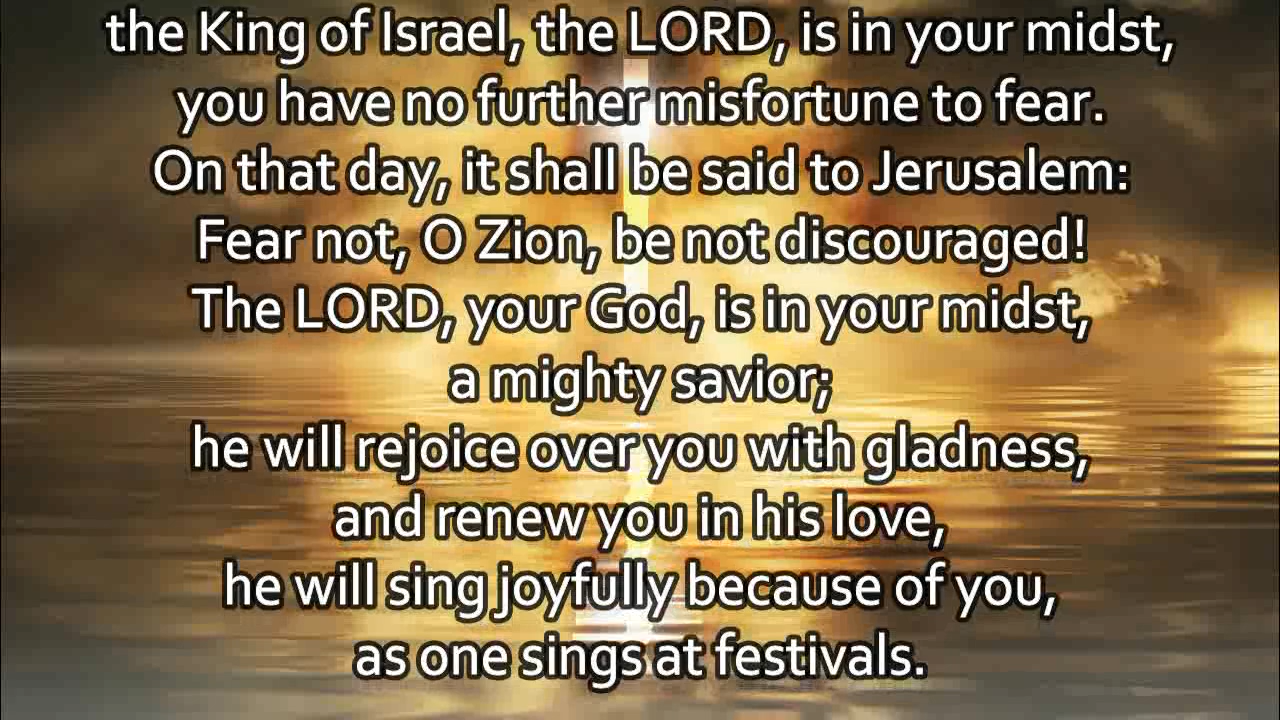 the King of Israel, the LORD, is in your midst,
you have no further misfortune to fear.
On that day, it shall be said to Jerusalem:
Fear not, O Zion, be not discouraged!
The LORD, your God, is in your midst,
a mighty savior;
he will rejoice over you with gladness,
and renew you in his love,
he will sing joyfully because of you,
as one sings at festivals.